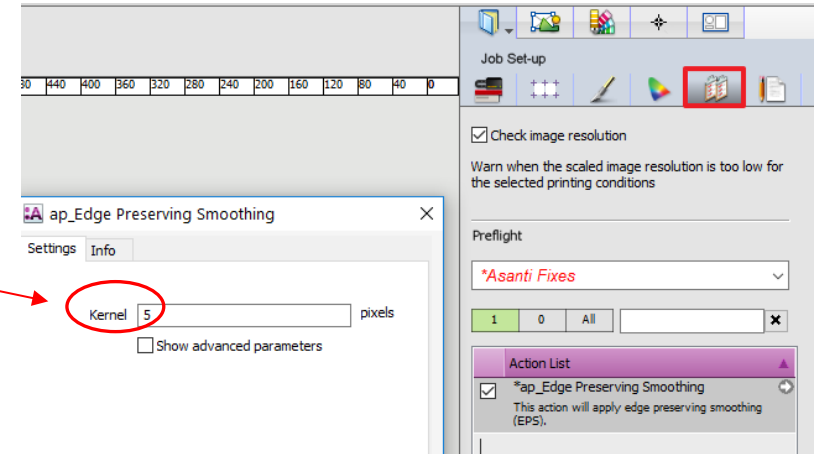 Job Set-up
440 400 360 320 280 240 200 160 120 80 40 0
Check image resolution
Warn when the scaled image resolution is too low for
the selected printing conditions
:A ap_Edge Preserving Smoothing
Settings Info
Kernel 5 pixels
Show advanced parameters
Preflight
*Asanti Fixes
1 0 All
Action List
*ap_Edge Preserving Smoothing
This action will apply edge preserving smoothing
(EPS).